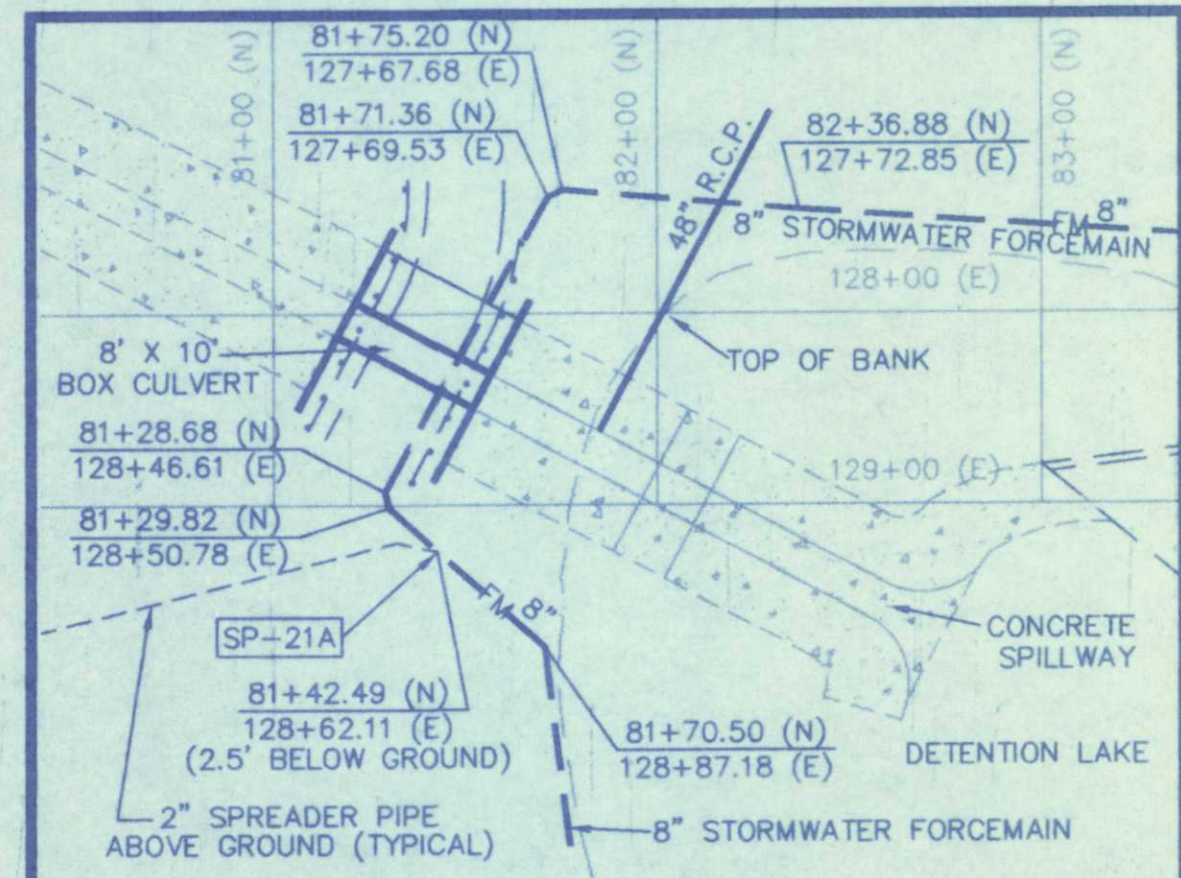 81+00 (N)
81+75.20 (N)
127+67.68 (E)
81+71.36 (N)
127+69.53 (E)
82+00 (N)
48" R.C.P.
82+36.88 (N)
127+72.85 (E)
83+00 (N)
FM 8"
8" STORMWATER FORCEMAIN
128+00 (E)
8' X 10'
BOX CULVERT
TOP OF BANK
81+28.68 (N)
128+46.61 (E)
129+00 (E)
81+29.82 (N)
128+50.78 (E)
FM 8"
SP-21A
CONCRETE
SPILLWAY
81+42.49 (N)
128+62.11 (E)
(2.5' BELOW GROUND)
81+70.50 (N)
128+87.18 (E)
DETENTION LAKE
2" SPREADER PIPE
ABOVE GROUND (TYPICAL)
8" STORMWATER FORCEMAIN